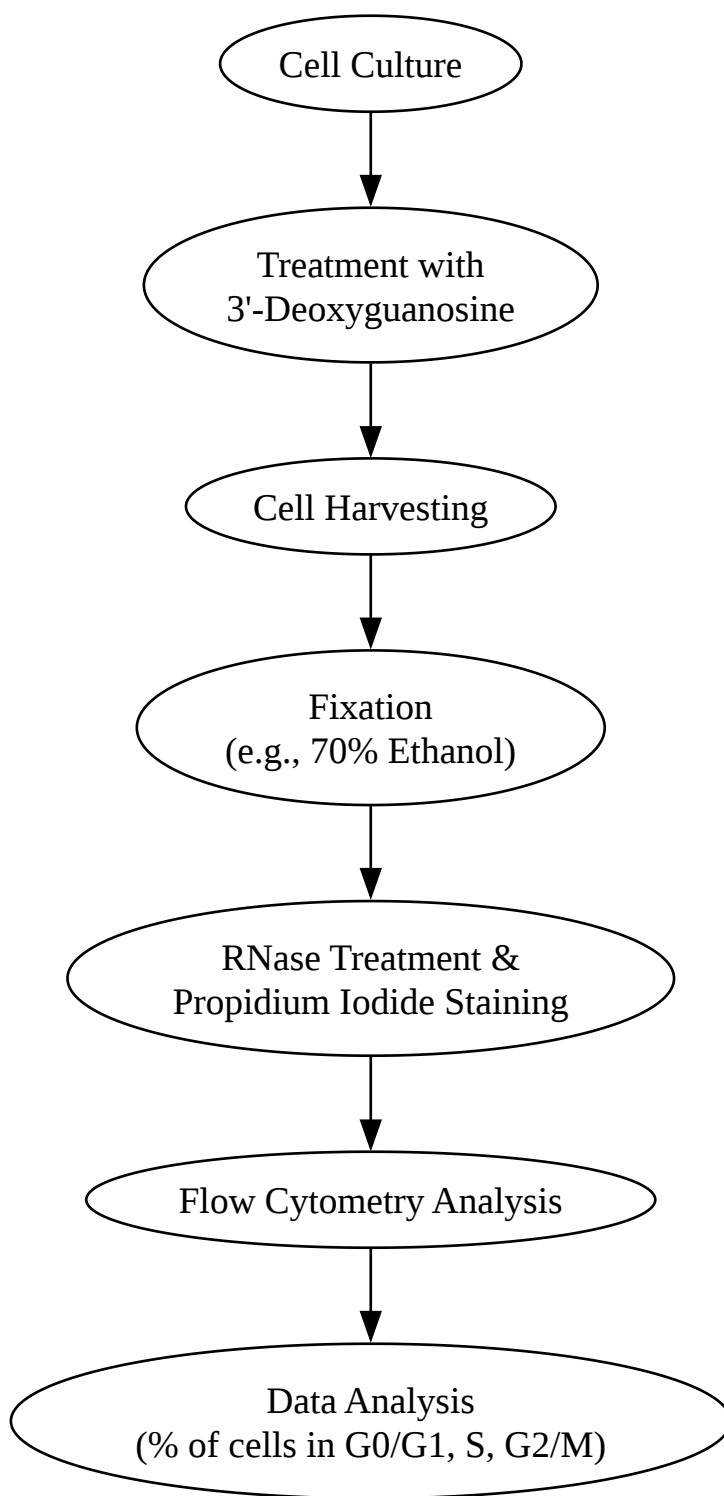 Cell Culture
Treatment with
3'-Deoxyguanosine
Cell Harvesting
Fixation
(e.g., 70% Ethanol)
RNase Treatment &
Propidium Iodide Staining
Flow Cytometry Analysis
Data Analysis
(% of cells in G0/G1, S, G2/M)